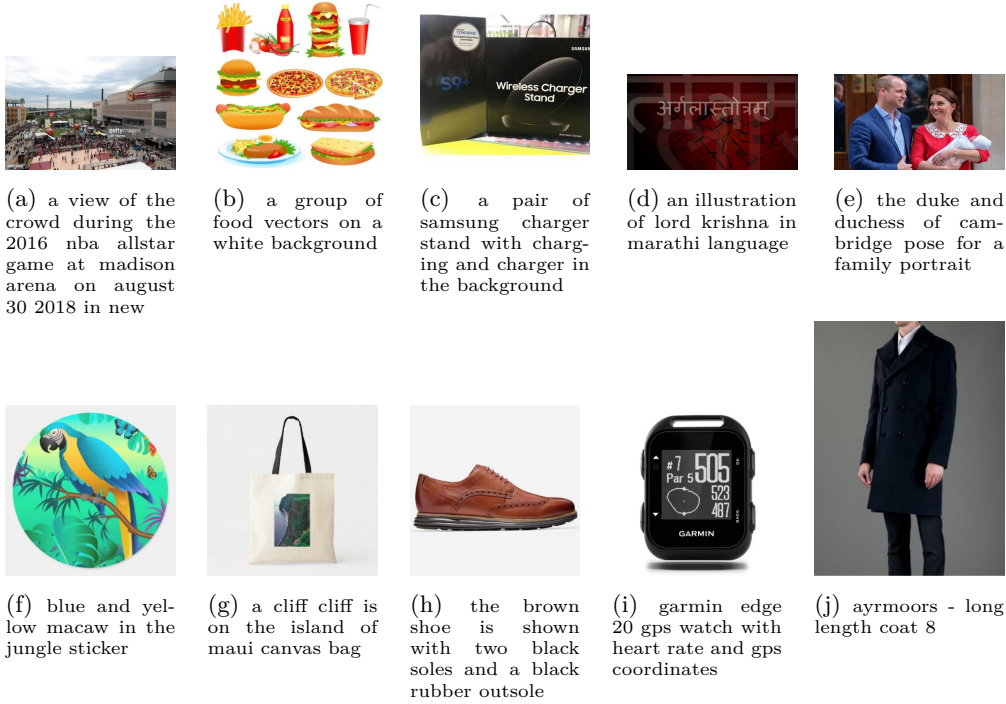 gettyimages
S9+
SAMSUNG
Wireless Charger
Stand
अर्गलास्तोत्रम्
(a) a view of the
crowd during the
2016 nba allstar
game at madison
arena on august
30 2018 in new
(b) a group of
food vectors on a
white background
(c) a pair of
samsung charger
stand with charg-
ing and charger in
the background
(d) an illustration
of lord krishna in
marathi language
(e) the duke and
duchess of cam-
bridge pose for a
family portrait
# 7
Par 5
505
523
487
OK
BACK
GARMIN
(f) blue and yel-
low macaw in the
jungle sticker
(g) a cliff cliff is
on the island of
maui canvas bag
(h) the brown
shoe is shown
with two black
soles and a black
rubber outsole
(i) garmin edge
20 gps watch with
heart rate and gps
coordinates
(j) ayrmoors - long
length coat 8